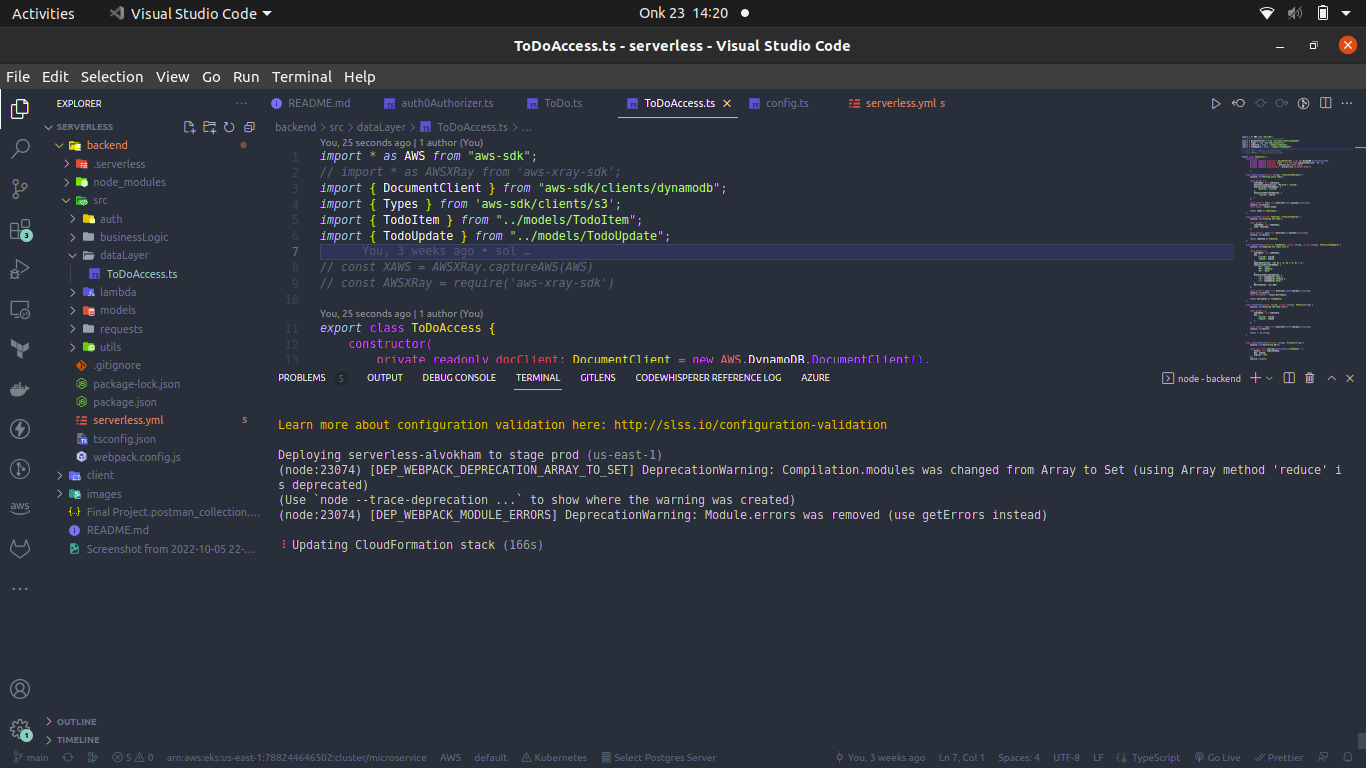 Activities
Visual Studio Code
Onk 23 14:20
ToDoAccess.ts - serverless - Visual Studio Code
File Edit Selection View Go Run Terminal Help
EXPLORER
README.md
auth0Authorizer.ts
ToDo.ts
ToDoAccess.ts
config.ts
serverless.yml 5
SERVERLESS
backend
.serverless
node_modules
src
auth
businessLogic
dataLayer
ToDoAccess.ts
lambda
models
requests
utils
.gitignore
package-lock.json
package.json
serverless.yml 5
tsconfig.json
webpack.config.js
client
images
Final Project.postman_collection....
README.md
Screenshot from 2022-10-05 22-...
OUTLINE
TIMELINE
3
aws
1
backend > src > dataLayer > ToDoAccess.ts > ...
You, 25 seconds ago | 1 author (You)
1 import * as AWS from "aws-sdk";
2 // import * as AWSXRay from 'aws-xray-sdk';
3 import { DocumentClient } from "aws-sdk/clients/dynamodb";
4 import { Types } from 'aws-sdk/clients/s3';
5 import { TodoItem } from "../models/TodoItem";
6 import { TodoUpdate } from "../models/TodoUpdate";
7 You, 3 weeks ago • sol …
8 // const XAWS = AWSXRay.captureAWS(AWS)
9 // const AWSXRay = require('aws-xray-sdk')
10
You, 25 seconds ago | 1 author (You)
11 export class ToDoAccess {
12 constructor(
13 private readonly docClient: DocumentClient = new AWS.DynamoDB.DocumentClient(),
PROBLEMS 5 OUTPUT DEBUG CONSOLE TERMINAL GITLENS CODEWHISPERER REFERENCE LOG AZURE
node - backend
Learn more about configuration validation here: http://slss.io/configuration-validation
Deploying serverless-alvokham to stage prod (us-east-1)
(node:23074) [DEP_WEBPACK_DEPRECATION_ARRAY_TO_SET] DeprecationWarning: Compilation.modules was changed from Array to Set (using Array method 'reduce' i
s deprecated)
(Use `node --trace-deprecation ...` to show where the warning was created)
(node:23074) [DEP_WEBPACK_MODULE_ERRORS] DeprecationWarning: Module.errors was removed (use getErrors instead)
Updating CloudFormation stack (166s)
main
5 0
arn:aws:eks:us-east-1:788244646502:cluster/microservice
AWS
default
Kubernetes
Select Postgres Server
You, 3 weeks ago
Ln 7, Col 1
Spaces: 4
UTF-8
LF
TypeScript
Go Live
Prettier